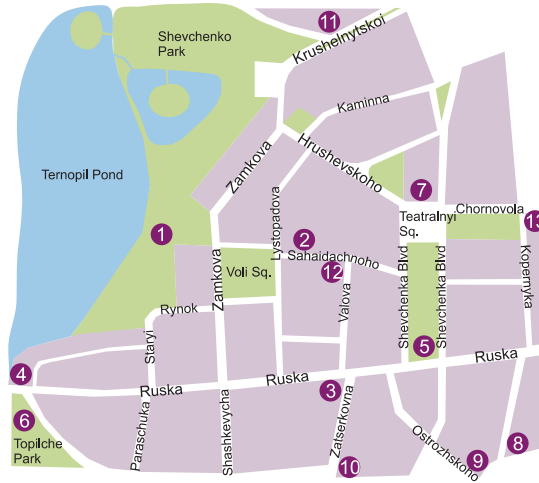 11
Shevchenko
Park
Krushelnytskoi
Kaminna
Hrushevskoho
Zamkova
Ternopil Pond
7
Chornovola
13
Teatralnyi
Sq.
1
2
Lystopadova
Sahaidachnoho
12
Voli Sq.
Zamkova
Valova
Shevchenka Blvd
Shevchenka Blvd
Kopernyka
Rynok
Staryi
5
Ruska
4
Ruska
Ruska
3
6
Topilche
Park
Paraschuka
Shashkevycha
Zatserkovna
10
Ostrozhskoho
9
8